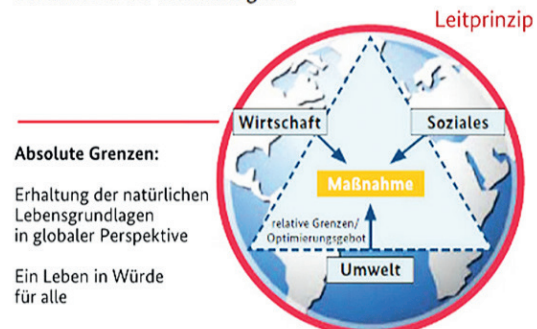 Leitprinzip
Wirtschaft
Soziales
Absolute Grenzen:
Maßnahme
Erhaltung der natürlichen
Lebensgrundlagen
in globaler Perspektive
relative Grenzen/
Optimierungsgebot
Umwelt
Ein Leben in Würde
für alle